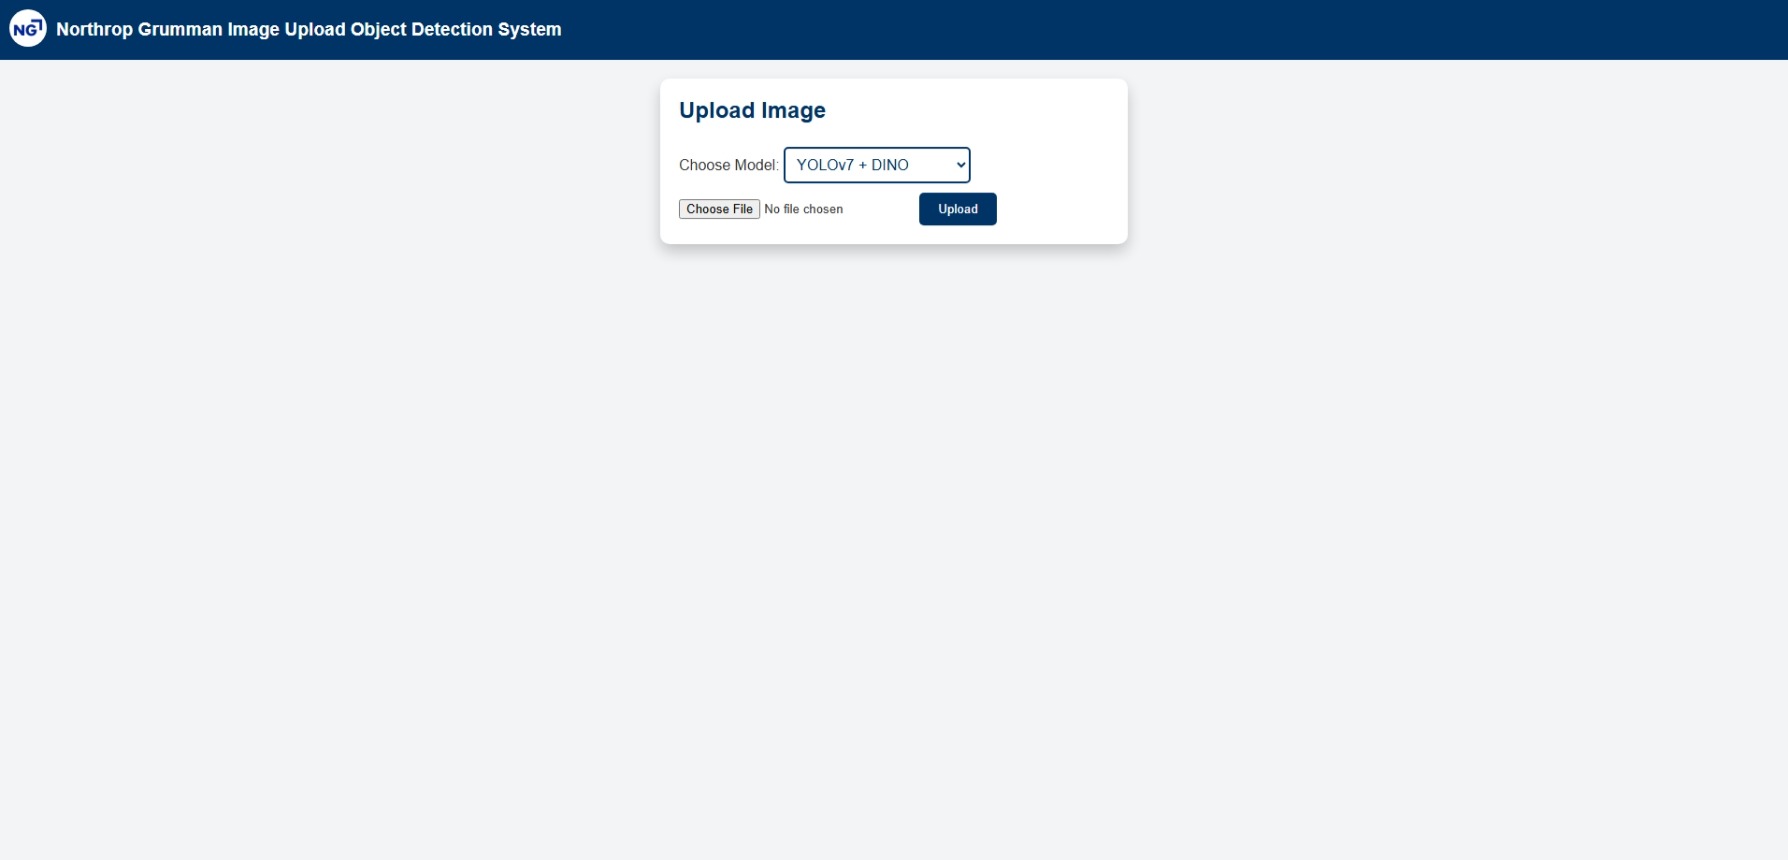 NG Northrop Grumman Image Upload Object Detection System
Upload Image
Choose Model: YOLOv7 + DINO
Choose File No file chosen Upload